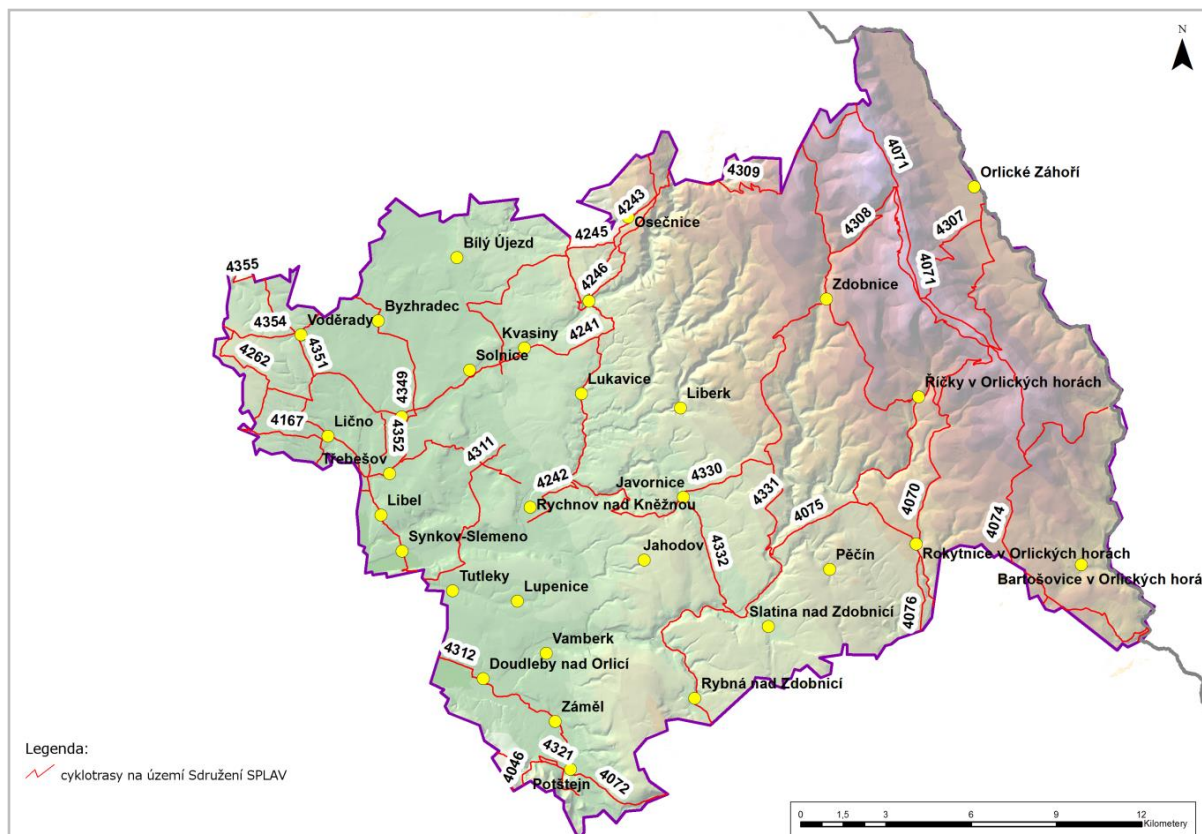 N
4309
4071
Orlické Záhoří
4243
4308
4307
Osečnice
4245
Bílý Újezd
4071
4355
4246
Zdobnice
Byzhradec
4354
Voděrady
4241
Kvasiny
4351
4262
Solnice
4349
Lukavice
Liberk
Říčky v Orlických horách
4167
Lično
4352
Třebešov
4311
4242
Javornice
4330
4331
Rychnov nad Kněžnou
4075
4070
4074
Libel
Synkov-Slemeno
Jahodov
4332
Pěčín
Rokytnice v Orlických horách
Bartošovice v Orlických horá
Tutleky
Lupenice
Slatina nad Zdobnicí
4076
Vamberk
4312
Doudleby nad Orlicí
Rybná nad Zdobnicí
Záměl
4321
4046
Potštejn
4072
Legenda:
cyklotrasy na území Sdružení SPLAV
0 1,5 3 6 9 12
Kilometery